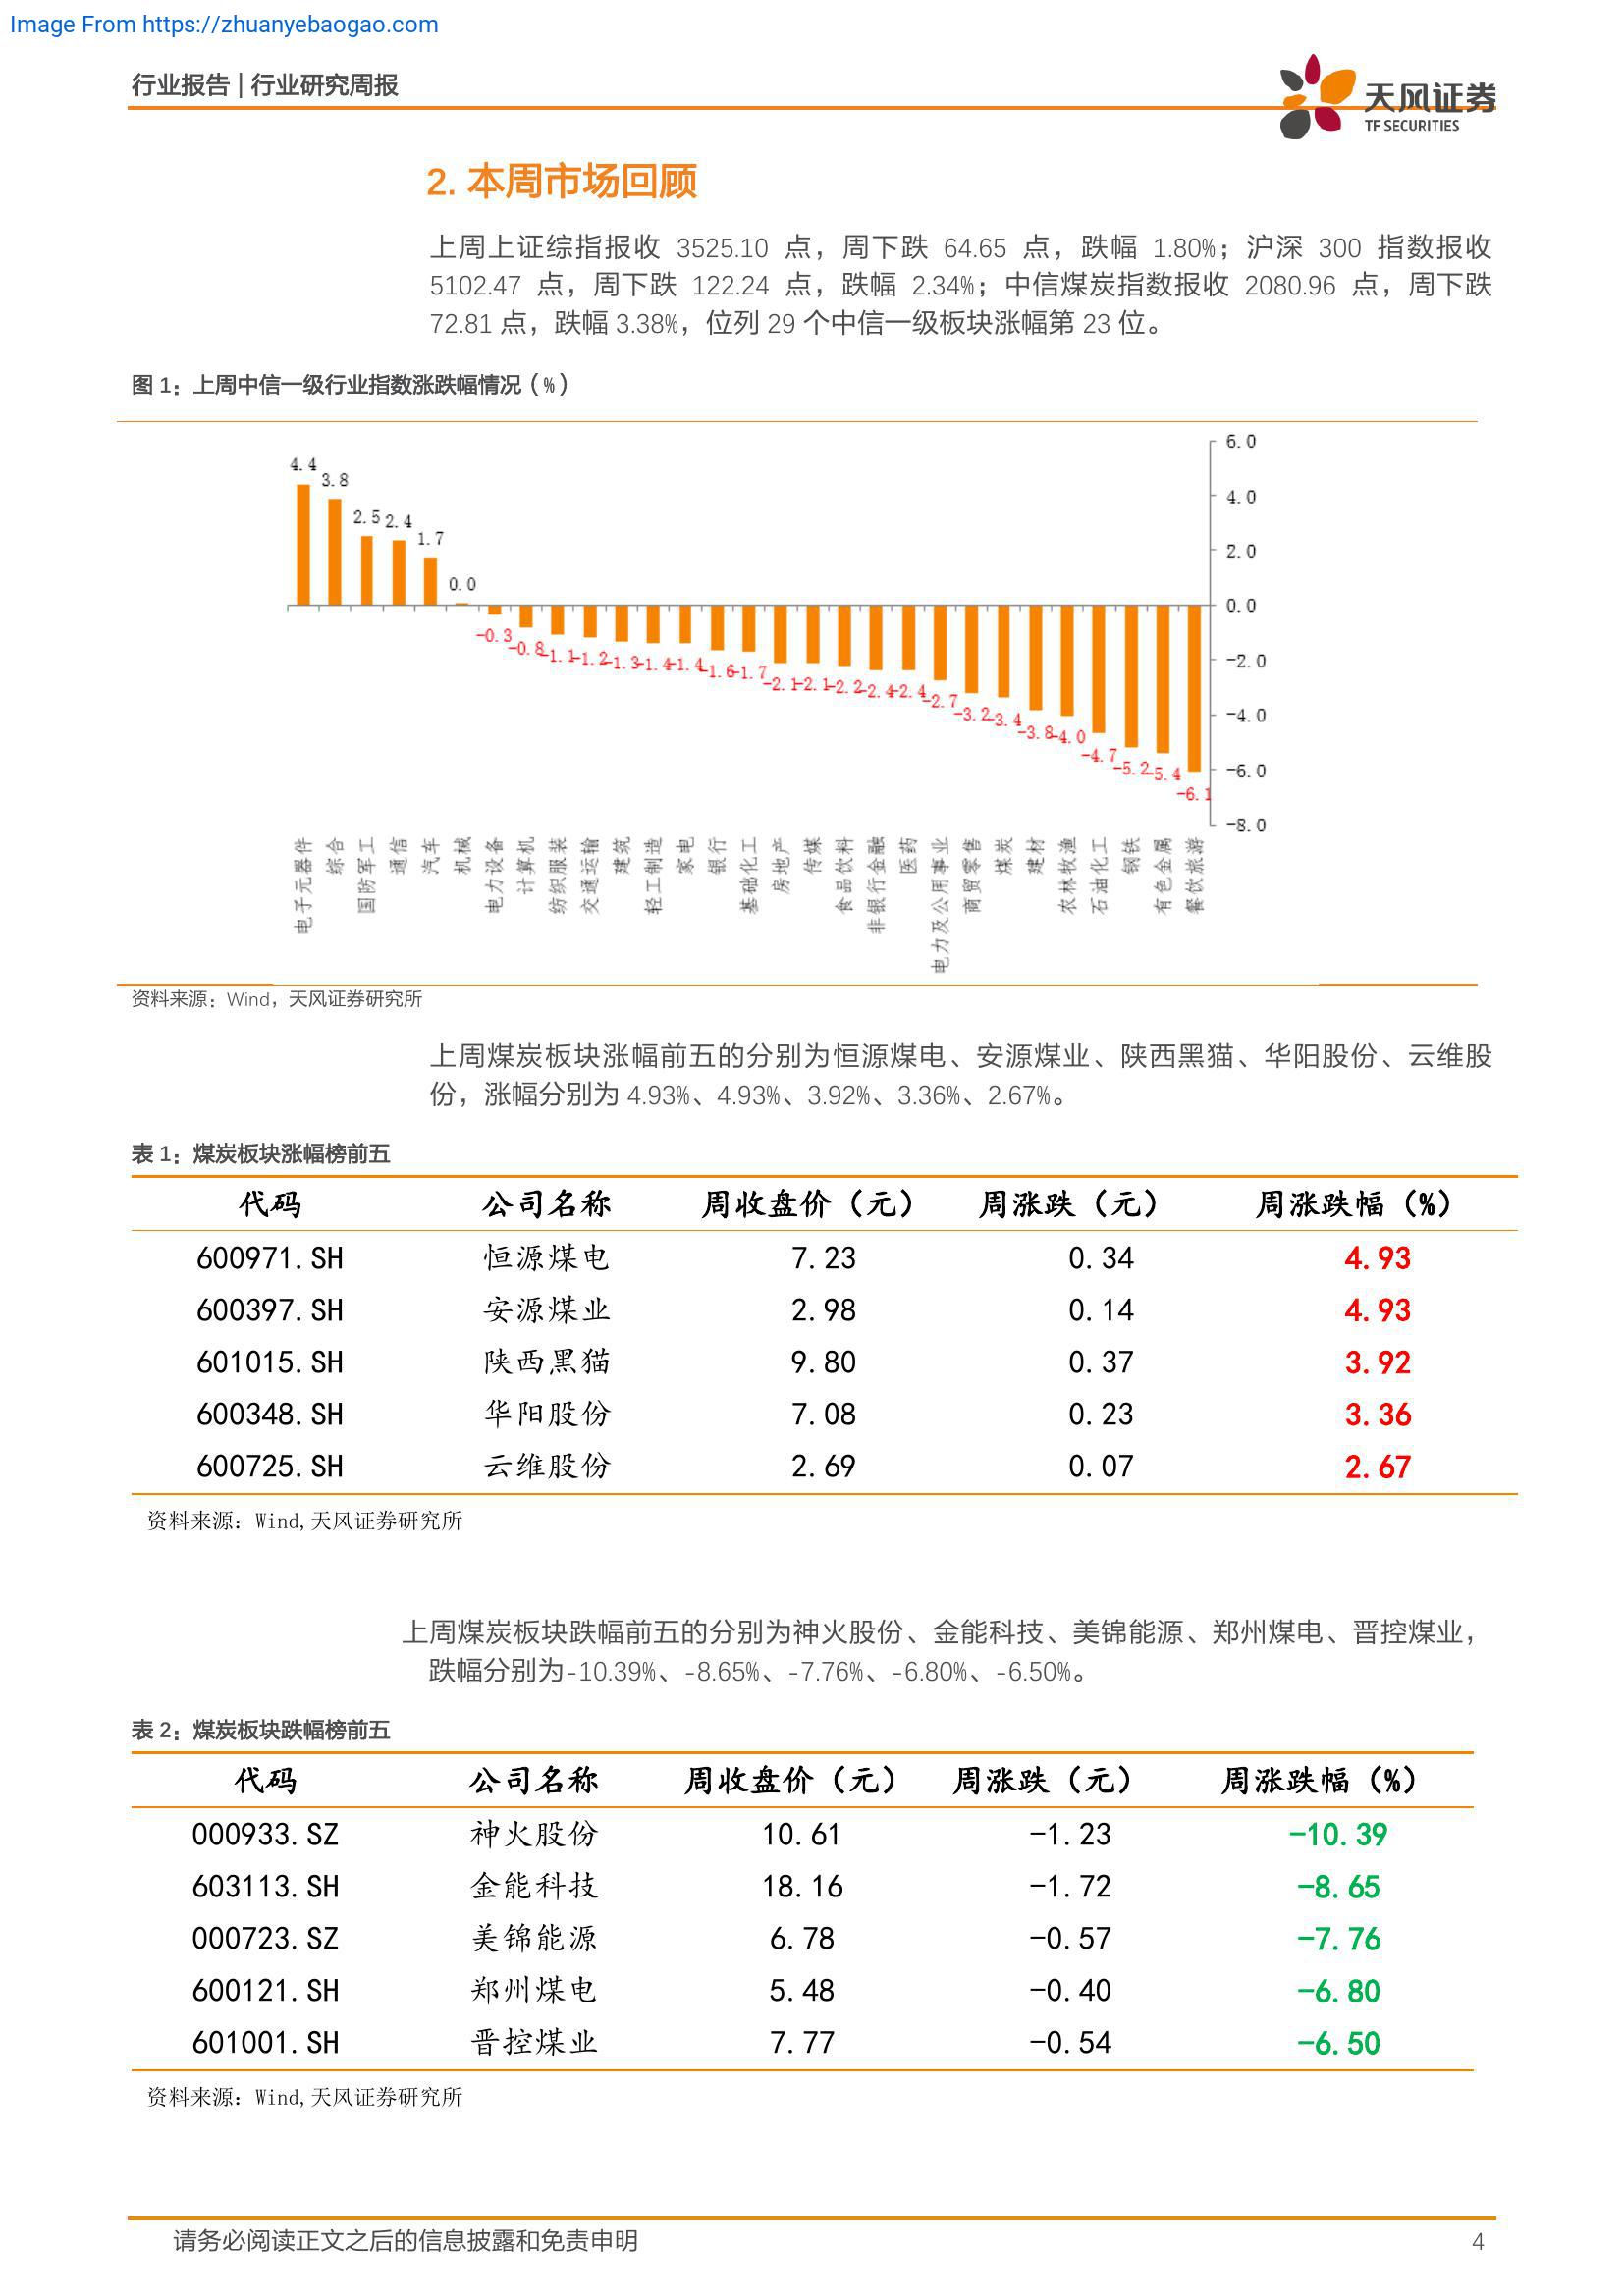 Image From https://zhuanyebaogao.com
行业报告 | 行业研究周报
天风证券
TF SECURITIES
2. 本周市场回顾
上周上证综指报收 3525.10 点，周下跌 64.65 点，跌幅 1.80%；沪深 300 指数报收
5102.47 点，周下跌 122.24 点，跌幅 2.34%；中信煤炭指数报收 2080.96 点，周下跌
72.81 点，跌幅 3.38%，位列 29 个中信一级板块涨幅第 23 位。
图 1：上周中信一级行业指数涨跌幅情况（%）
6.0
4.0
2.0
0.0
-2.0
-4.0
-6.0
-8.0
4.4
3.8
2.5
2.4
1.7
0.0
-0.3
-0.8
-1.1
-1.2
-1.3
-1.4
-1.4
-1.6
-1.7
-2.1
-2.1
-2.2
-2.4
-2.4
-2.7
-3.2
-3.4
-3.8
-4.0
-4.7
-5.2
-5.4
-6.1
电子元器件
综合
国防军工
通信
汽车
机械
电力设备
计算机
纺织服装
交通运输
建筑
轻工制造
家电
银行
基础化工
房地产
传媒
食品饮料
非银行金融
医药
电力及公用事业
商贸零售
煤炭
建材
农林牧渔
石油化工
钢铁
有色金属
餐饮旅游
资料来源：Wind，天风证券研究所
上周煤炭板块涨幅前五的分别为恒源煤电、安源煤业、陕西黑猫、华阳股份、云维股
份，涨幅分别为 4.93%、4.93%、3.92%、3.36%、2.67%。
表 1：煤炭板块涨幅榜前五
代码 公司名称 周收盘价（元） 周涨跌（元） 周涨跌幅（%）
600971.SH 恒源煤电 7.23 0.34 4.93
600397.SH 安源煤业 2.98 0.14 4.93
601015.SH 陕西黑猫 9.80 0.37 3.92
600348.SH 华阳股份 7.08 0.23 3.36
600725.SH 云维股份 2.69 0.07 2.67
资料来源：Wind,天风证券研究所
上周煤炭板块跌幅前五的分别为神火股份、金能科技、美锦能源、郑州煤电、晋控煤业，
跌幅分别为-10.39%、-8.65%、-7.76%、-6.80%、-6.50%。
表 2：煤炭板块跌幅榜前五
代码 公司名称 周收盘价（元） 周涨跌（元） 周涨跌幅（%）
000933.SZ 神火股份 10.61 -1.23 -10.39
603113.SH 金能科技 18.16 -1.72 -8.65
000723.SZ 美锦能源 6.78 -0.57 -7.76
600121.SH 郑州煤电 5.48 -0.40 -6.80
601001.SH 晋控煤业 7.77 -0.54 -6.50
资料来源：Wind,天风证券研究所
请务必阅读正文之后的信息披露和免责申明
4